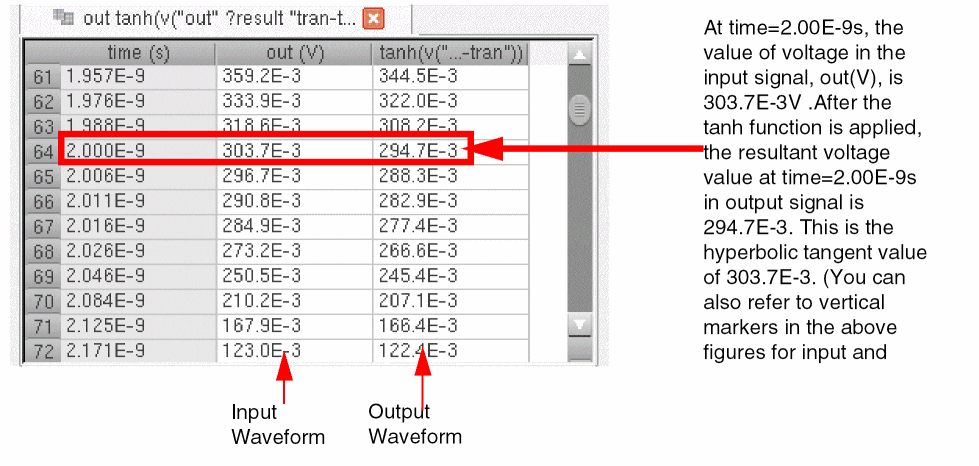 out tanh(v("out" ?result "tran-t...
time (s) out (V) tanh(v("...-tran"))
61 1.957E-9 359.2E-3 344.5E-3
62 1.976E-9 333.9E-3 322.0E-3
63 1.988E-9 318.6E-3 308.2E-3
64 2.000E-9 303.7E-3 294.7E-3
65 2.006E-9 296.7E-3 288.3E-3
66 2.011E-9 290.8E-3 282.9E-3
67 2.016E-9 284.9E-3 277.4E-3
68 2.026E-9 273.2E-3 266.6E-3
69 2.046E-9 250.5E-3 245.4E-3
70 2.084E-9 210.2E-3 207.1E-3
71 2.125E-9 167.9E-3 166.4E-3
72 2.171E-9 123.0E-3 122.4E-3
Input
Waveform
Output
Waveform
At time=2.00E-9s, the
value of voltage in the
input signal, out(V), is
303.7E-3V .After the
tanh function is applied,
the resultant voltage
value at time=2.00E-9s
in output signal is
294.7E-3. This is the
hyperbolic tangent value
of 303.7E-3. (You can
also refer to vertical
markers in the above
figures for input and